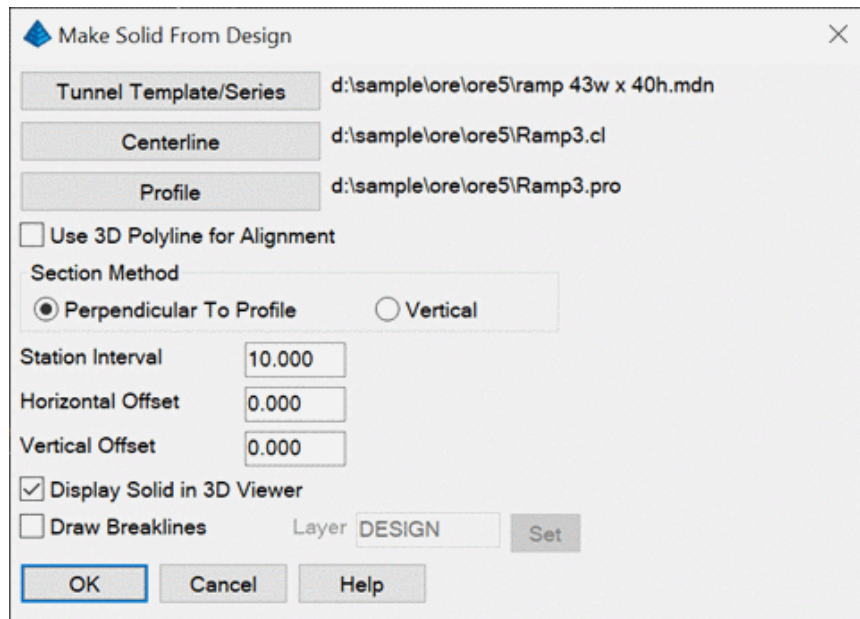 Make Solid From Design
Tunnel Template/Series d:\sample\ore\ore5\ramp 43w x 40h.mdn
Centerline d:\sample\ore\ore5\Ramp3.cl
Profile d:\sample\ore\ore5\Ramp3.pro
Use 3D Polyline for Alignment
Section Method
Perpendicular To Profile Vertical
Station Interval 10.000
Horizontal Offset 0.000
Vertical Offset 0.000
Display Solid in 3D Viewer
Draw Breaklines Layer DESIGN Set
OK Cancel Help